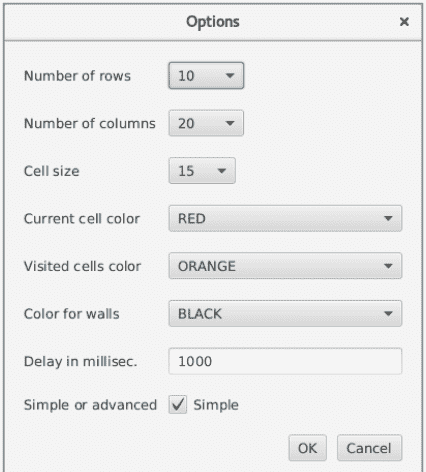 Options
Number of rows 10
Number of columns 20
Cell size 15
Current cell color RED
Visited cells color ORANGE
Color for walls BLACK
Delay in millisec. 1000
Simple or advanced Simple
OK Cancel